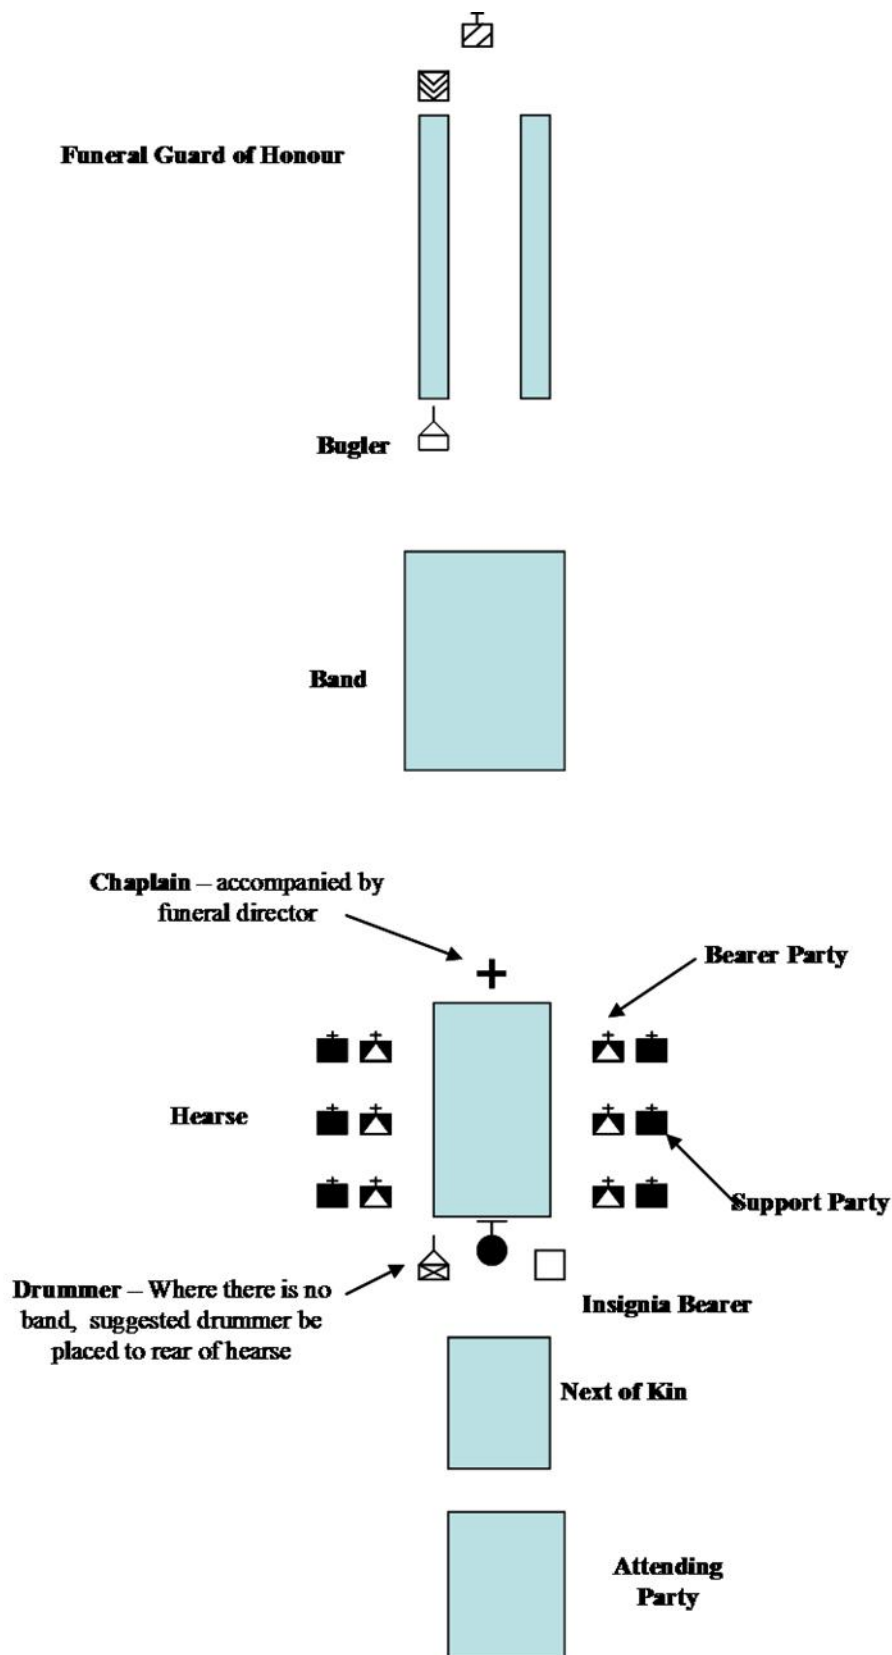 Funeral Guard of Honour
Bugler
Band
Chaplain – accompanied by
funeral director
Bearer Party
Hearse
Support Party
Drummer – Where there is no
band, suggested drummer be
placed to rear of hearse
Insignia Bearer
Next of Kin
Attending
Party